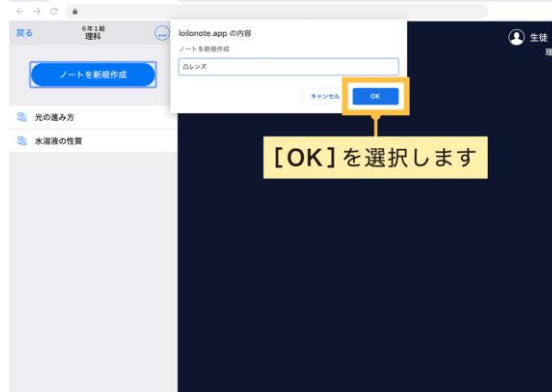 戻る
6年1組
理科
ノートを新規作成
光の進み方
水溶液の性質
loilonote.app の内容
ノートを新規作成
凸レンズ
キャンセル
OK
[OK]を選択します
生徒
理